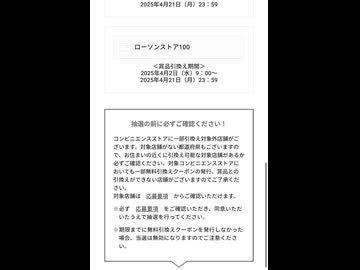 2025年4月21日（月）23：59
ローソンストア100
＜賞品引換え期間＞
2025年4月2日（水）9：00～
2025年4月21日（月）23：59
抽選の前に必ずご確認ください！
コンビニエンスストアに一部引換え対象外店舗がご
ざいます。対象店舗がない都道府県もございますの
で、お住まいの近くに引換え可能な対象店舗があるか
必ずご確認ください。対象コンビニエンスストアに
おいても一部無料引換えクーポンの発行、賞品との
引換えができない店舗がございますのでご了承くだ
さい。
対象店舗は 応募要項 からご確認いただけます。
※必ず 応募要項 をご確認いただき、同意いただ
いたうえで抽選を行ってください。
※期限までに無料引換えクーポンを発行しなかった
場合、当選は無効になりますのでご注意くださ
い。